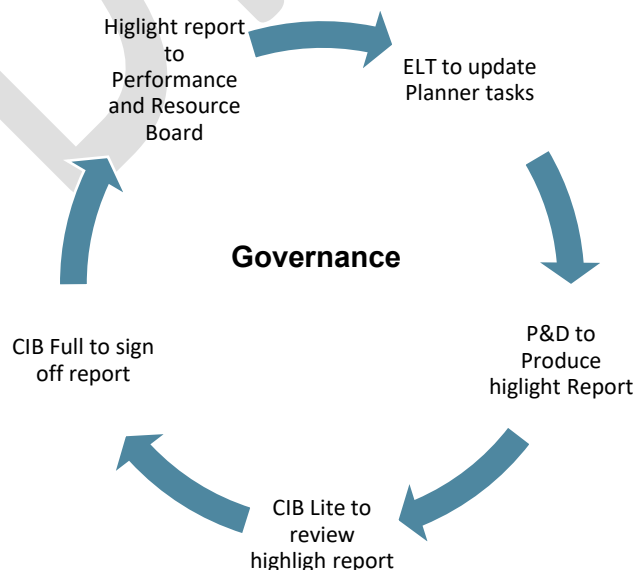 Higlight report
to
Performance
and Resource
Board
ELT to update
Planner tasks
Governance
P&D to
Produce
higlight Report
CIB Lite to
review
highligh report
CIB Full to sign
off report